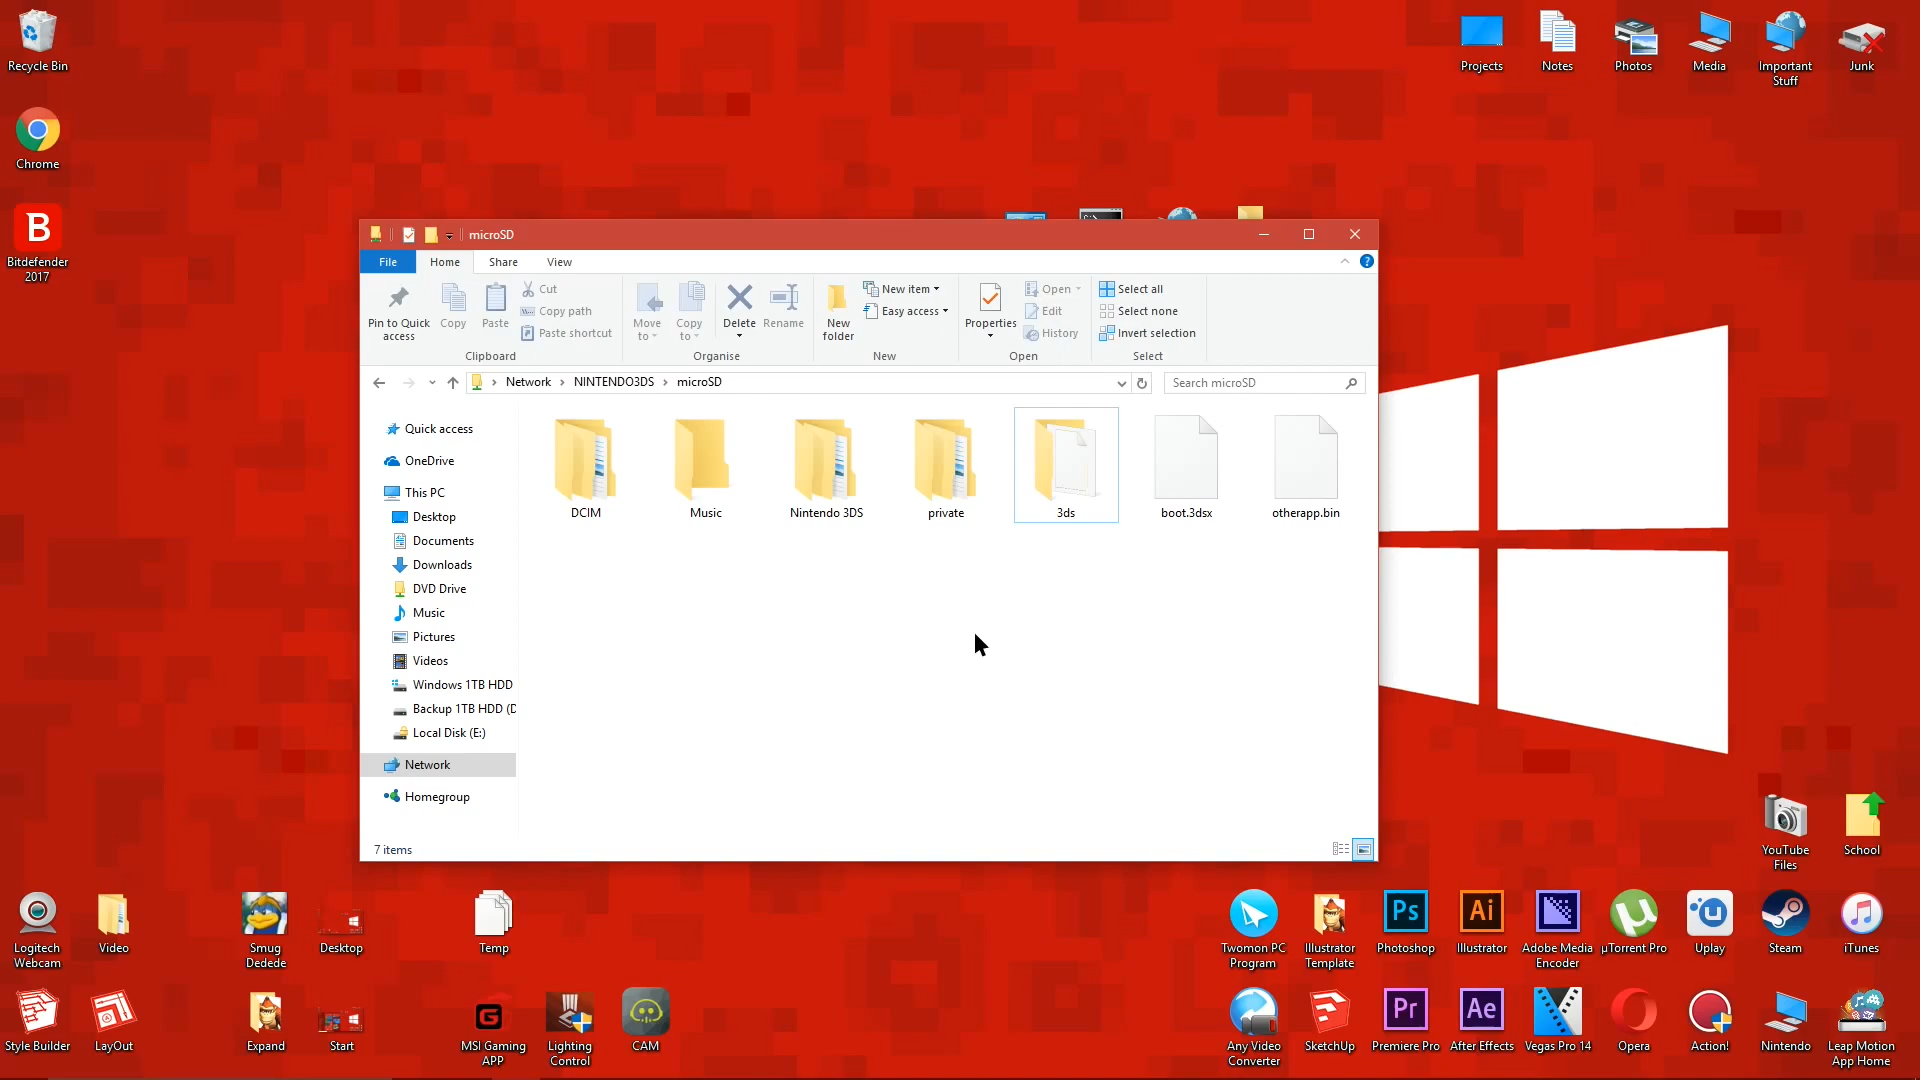 Recycle Bin
Projects
Notes
Photos
Media
Important
Stuff
Junk
Chrome
B
Bitdefender
2017
microSD
File
Home
Share
View
Pin to Quick
access
Copy
Paste
Cut
Copy path
Paste shortcut
Clipboard
Move
to
Copy
to
Delete
Rename
Organise
New
folder
New item
Easy access
New
Properties
Open
Edit
History
Open
Select all
Select none
Invert selection
Select
Network
NINTENDO3DS
microSD
Search microSD
Quick access
OneDrive
This PC
Desktop
Documents
Downloads
DVD Drive
Music
Pictures
Videos
Windows 1TB HDD
Backup 1TB HDD (D
Local Disk (E:)
Network
Homegroup
DCIM
Music
Nintendo 3DS
private
3ds
boot.3dsx
otherapp.bin
7 items
YouTube
Files
School
Logitech
Webcam
Video
Smug
Dedede
Desktop
Temp
Twomon PC
Program
Illustrator
Template
Ps
Photoshop
Ai
Illustrator
Adobe Media
Encoder
µTorrent Pro
Uplay
Steam
iTunes
Style Builder
LayOut
Expand
Start
G
MSI Gaming
APP
Lighting
Control
CAM
Any Video
Converter
SketchUp
Pr
Premiere Pro
Ae
After Effects
Vegas Pro 14
Opera
Action!
Nintendo
Leap Motion
App Home